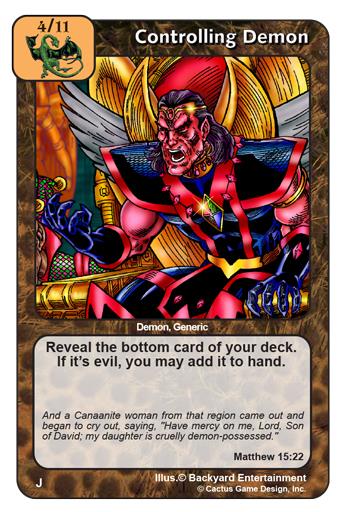 4/11
Controlling Demon
Demon, Generic
Reveal the bottom card of your deck.
If it's evil, you may add it to hand.
And a Canaanite woman from that region came out and
began to cry out, saying, "Have mercy on me, Lord, Son
of David; my daughter is cruelly demon-possessed."
Matthew 15:22
Illus.© Backyard Entertainment
J
© Cactus Game Design, Inc.